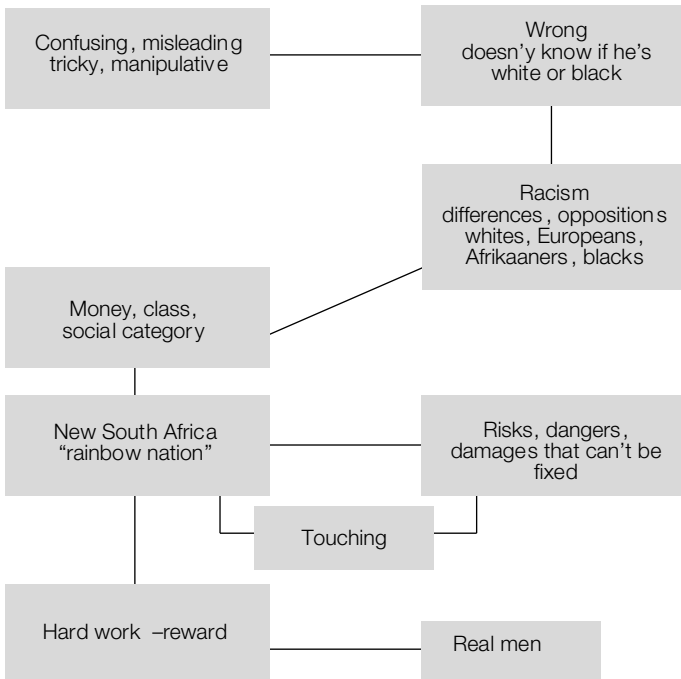 Confusing, misleading
tricky, manipulative
Wrong
doesn'y know if he's
white or black
Racism
differences, oppositions
whites, Europeans,
Afrikaaners, blacks
Money, class,
social category
New South Africa
“rainbow nation”
Risks, dangers,
damages that can't be
fixed
Touching
Hard work –reward
Real men